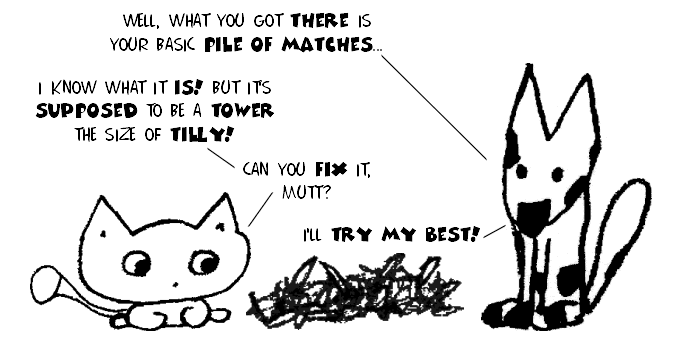 WELL, WHAT YOU GOT THERE IS
YOUR BASIC PILE OF MATCHES...
I KNOW WHAT IT IS! BUT IT'S
SUPPOSED TO BE A TOWER
THE SIZE OF TILLY!
CAN YOU FIX IT,
MUTT?
I'LL TRY MY BEST!